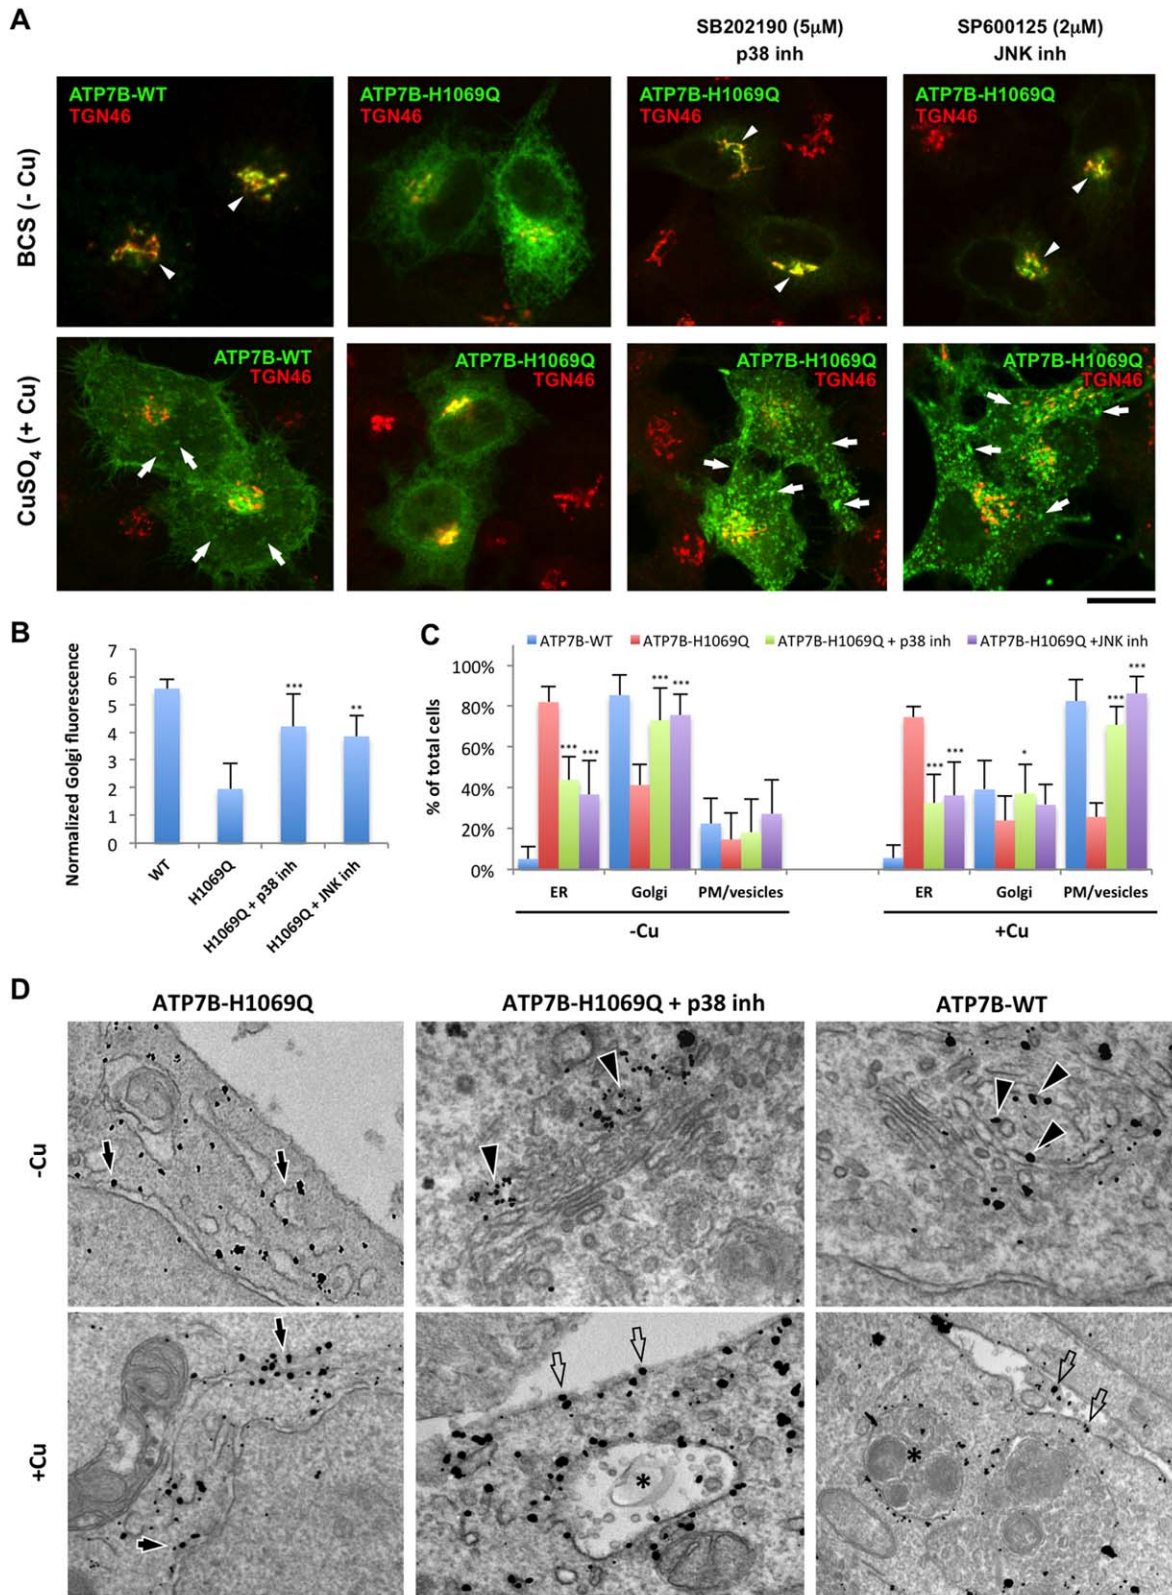 A
SB202190 (5µM)
p38 inh
SP600125 (2µM)
JNK inh
BCS (- Cu)
ATP7B-WT
TGN46
ATP7B-H1069Q
TGN46
ATP7B-H1069Q
TGN46
ATP7B-H1069Q
TGN46
CuSO₄ (+ Cu)
ATP7B-WT
TGN46
ATP7B-H1069Q
TGN46
ATP7B-H1069Q
TGN46
ATP7B-H1069Q
TGN46
B
Normalized Golgi fluorescence
7
6
5
4
3
2
1
0
***
**
WT
H1069Q
H1069Q + p38 inh
H1069Q + JNK inh
C
ATP7B-WT ATP7B-H1069Q ATP7B-H1069Q + p38 inh ATP7B-H1069Q +JNK inh
% of total cells
100%
80%
60%
40%
20%
0%
*** *** *** *** *** *** * *** ***
ER Golgi PM/vesicles ER Golgi PM/vesicles
-Cu +Cu
D
ATP7B-H1069Q ATP7B-H1069Q + p38 inh ATP7B-WT
-Cu
+Cu
* *